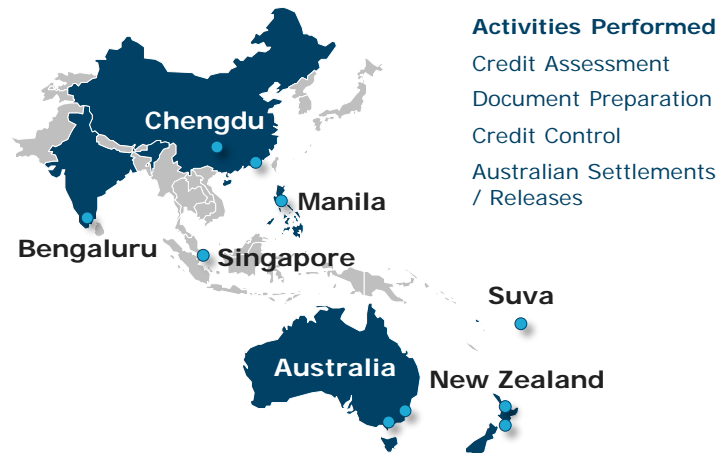 Activities Performed
Credit Assessment
Document Preparation
Credit Control
Australian Settlements
/ Releases
Chengdu
Manila
Bengaluru
Singapore
Suva
Australia
New Zealand